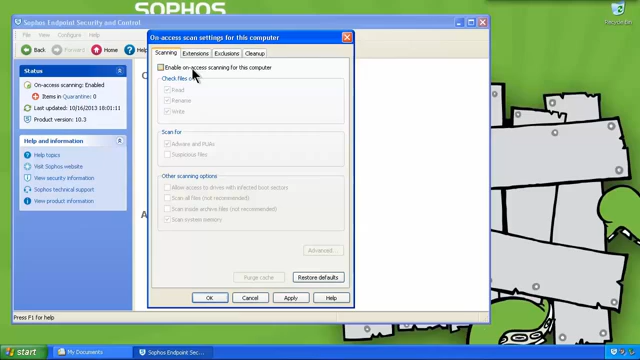 SOPHOS
Recycle Bin
Sophos Endpoint Security and Control
File View Configure Help
Back Forward Home
Status
On-access scanning: Enabled
Items in Quarantine: 0
Last updated: 10/16/2013 18:01:11
Product version: 10.3
Help and information
Help topics
Visit Sophos website
View security information
Sophos technical support
View product information
On-access scan settings for this computer
Scanning Extensions Exclusions Cleanup
Enable on-access scanning for this computer
Check files on
Read
Rename
Write
Scan for
Adware and PUAs
Suspicious files
Other scanning options
Allow access to drives with infected boot sectors
Scan all files (not recommended)
Scan inside archive files (not recommended)
Scan system memory
Advanced...
Purge cache Restore defaults
OK Cancel Apply Help
Press F1 for help
start My Documents Sophos Endpoint Sec...